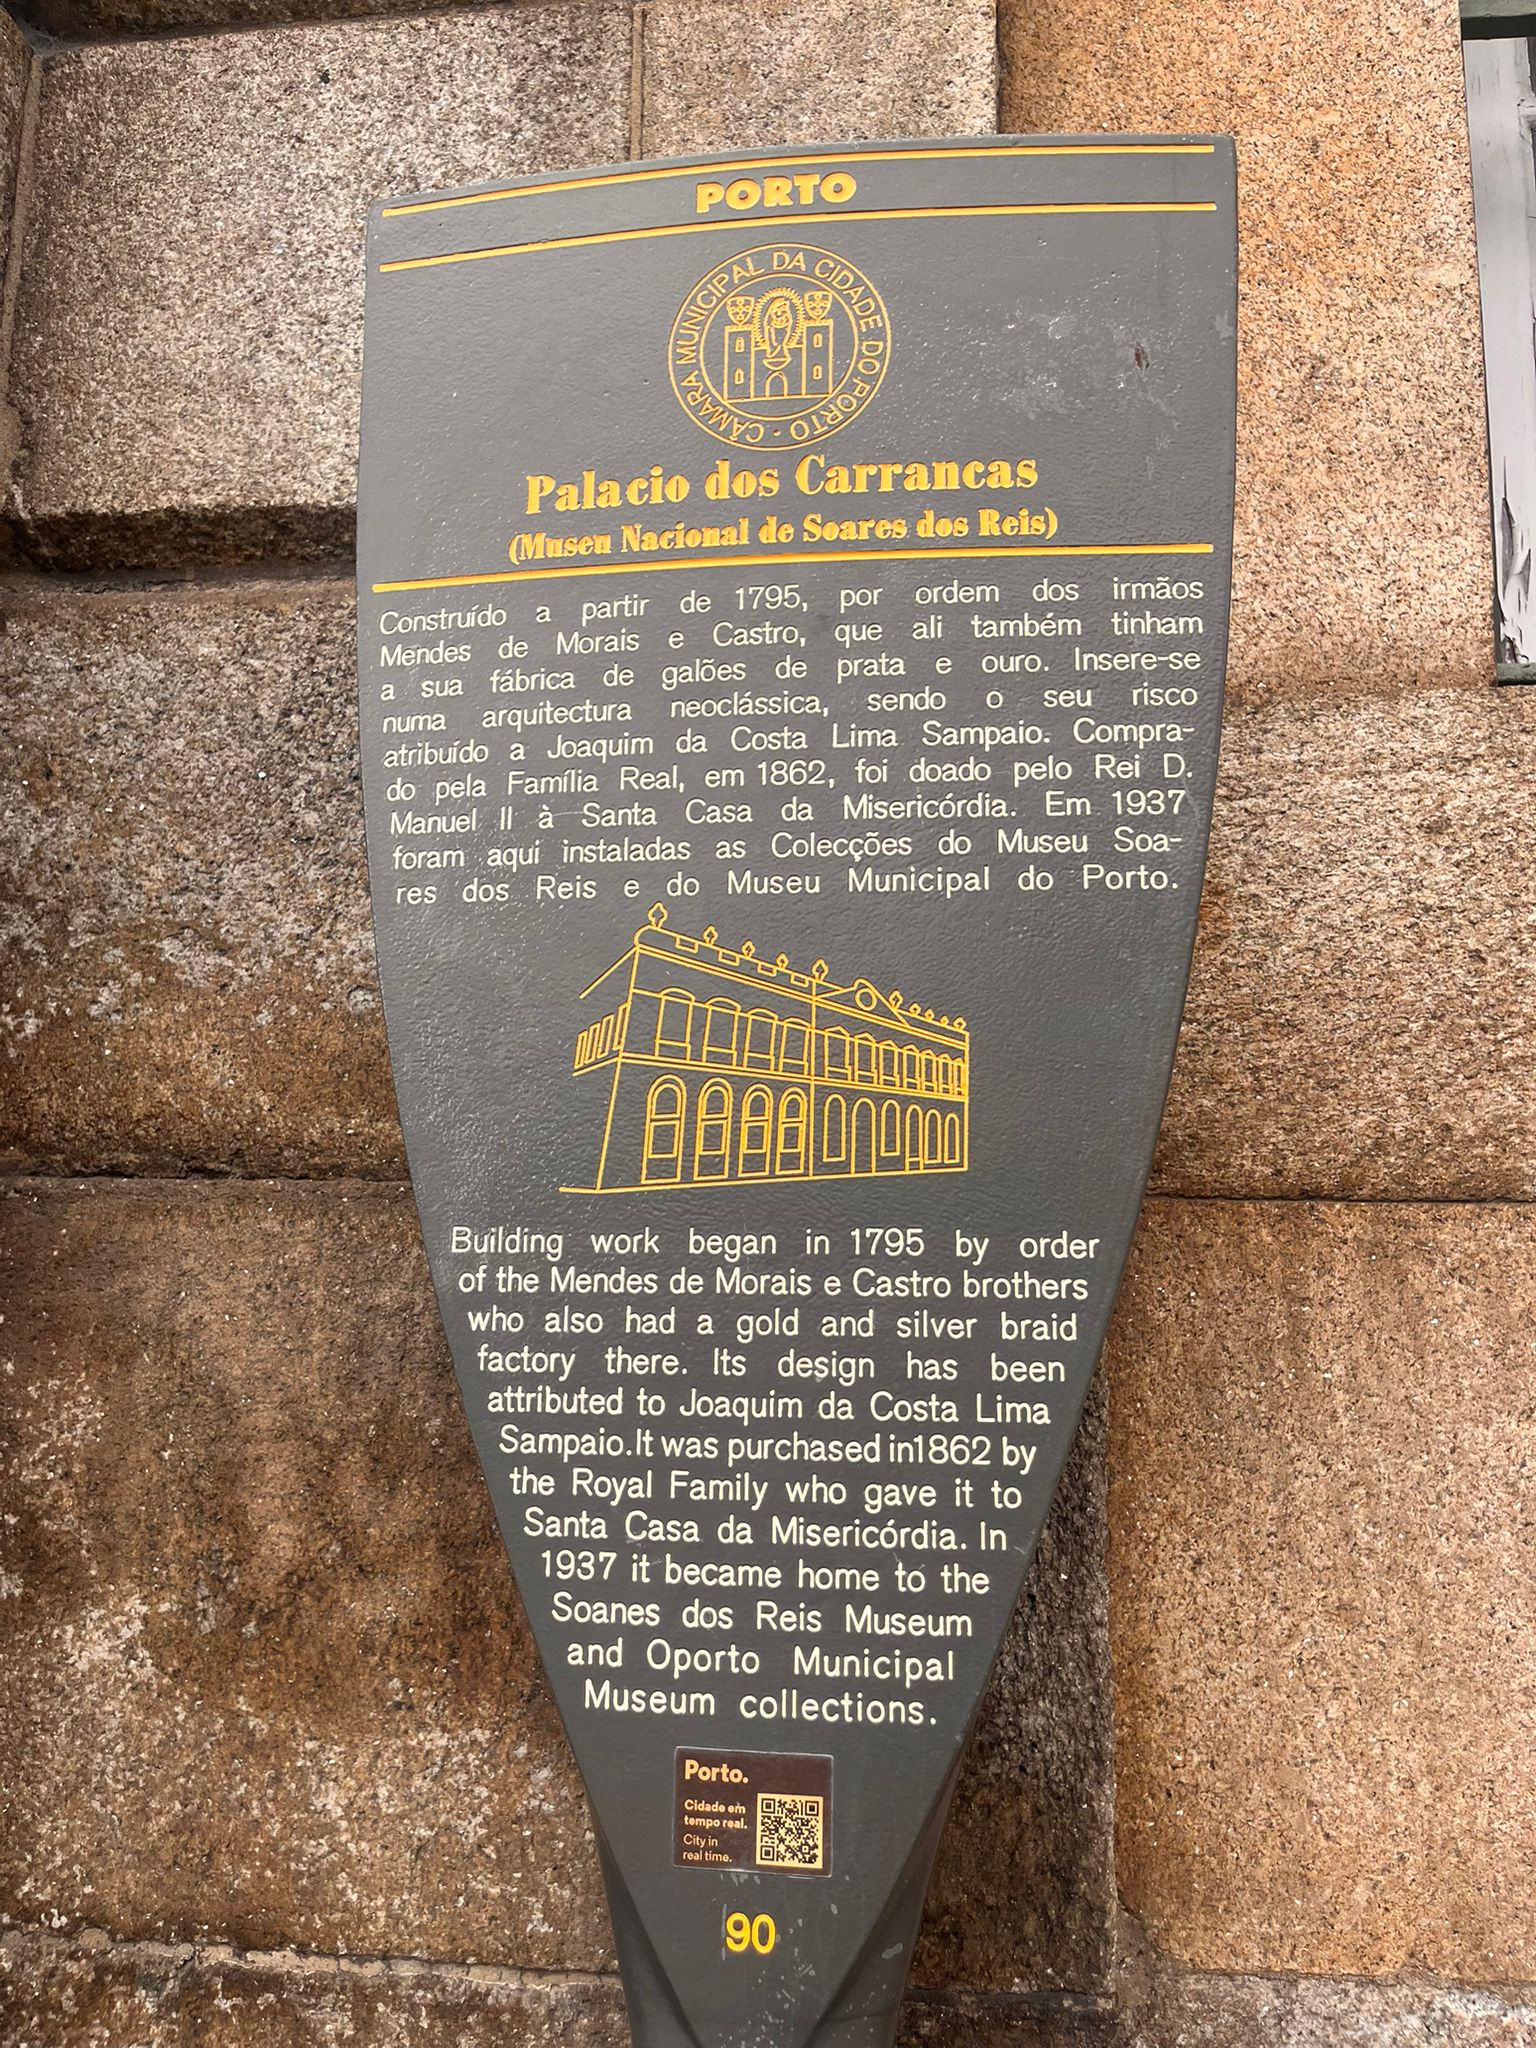 PORTO
CÂMARA MUNICIPAL DA CIDADE DO PORTO ·
Palacio dos Carrancas
(Museu Nacional de Soares dos Reis)
Construído a partir de 1795, por ordem dos irmãos
Mendes de Morais e Castro, que ali também tinham
a sua fábrica de galões de prata e ouro. Insere-se
numa arquitectura neoclássica, sendo o seu risco
atribuído a Joaquim da Costa Lima Sampaio. Compra-
do pela Família Real, em 1862, foi doado pelo Rei D.
Manuel II à Santa Casa da Misericórdia. Em 1937
foram aqui instaladas as Colecções do Museu Soa-
res dos Reis e do Museu Municipal do Porto.
Building work began in 1795 by order
of the Mendes de Morais e Castro brothers
who also had a gold and silver braid
factory there. Its design has been
attributed to Joaquim da Costa Lima
Sampaio.It was purchased in1862 by
the Royal Family who gave it to
Santa Casa da Misericórdia. In
1937 it became home to the
Soanes dos Reis Museum
and Oporto Municipal
Museum collections.
Porto.
Cidade em
tempo real.
City in
real time.
90